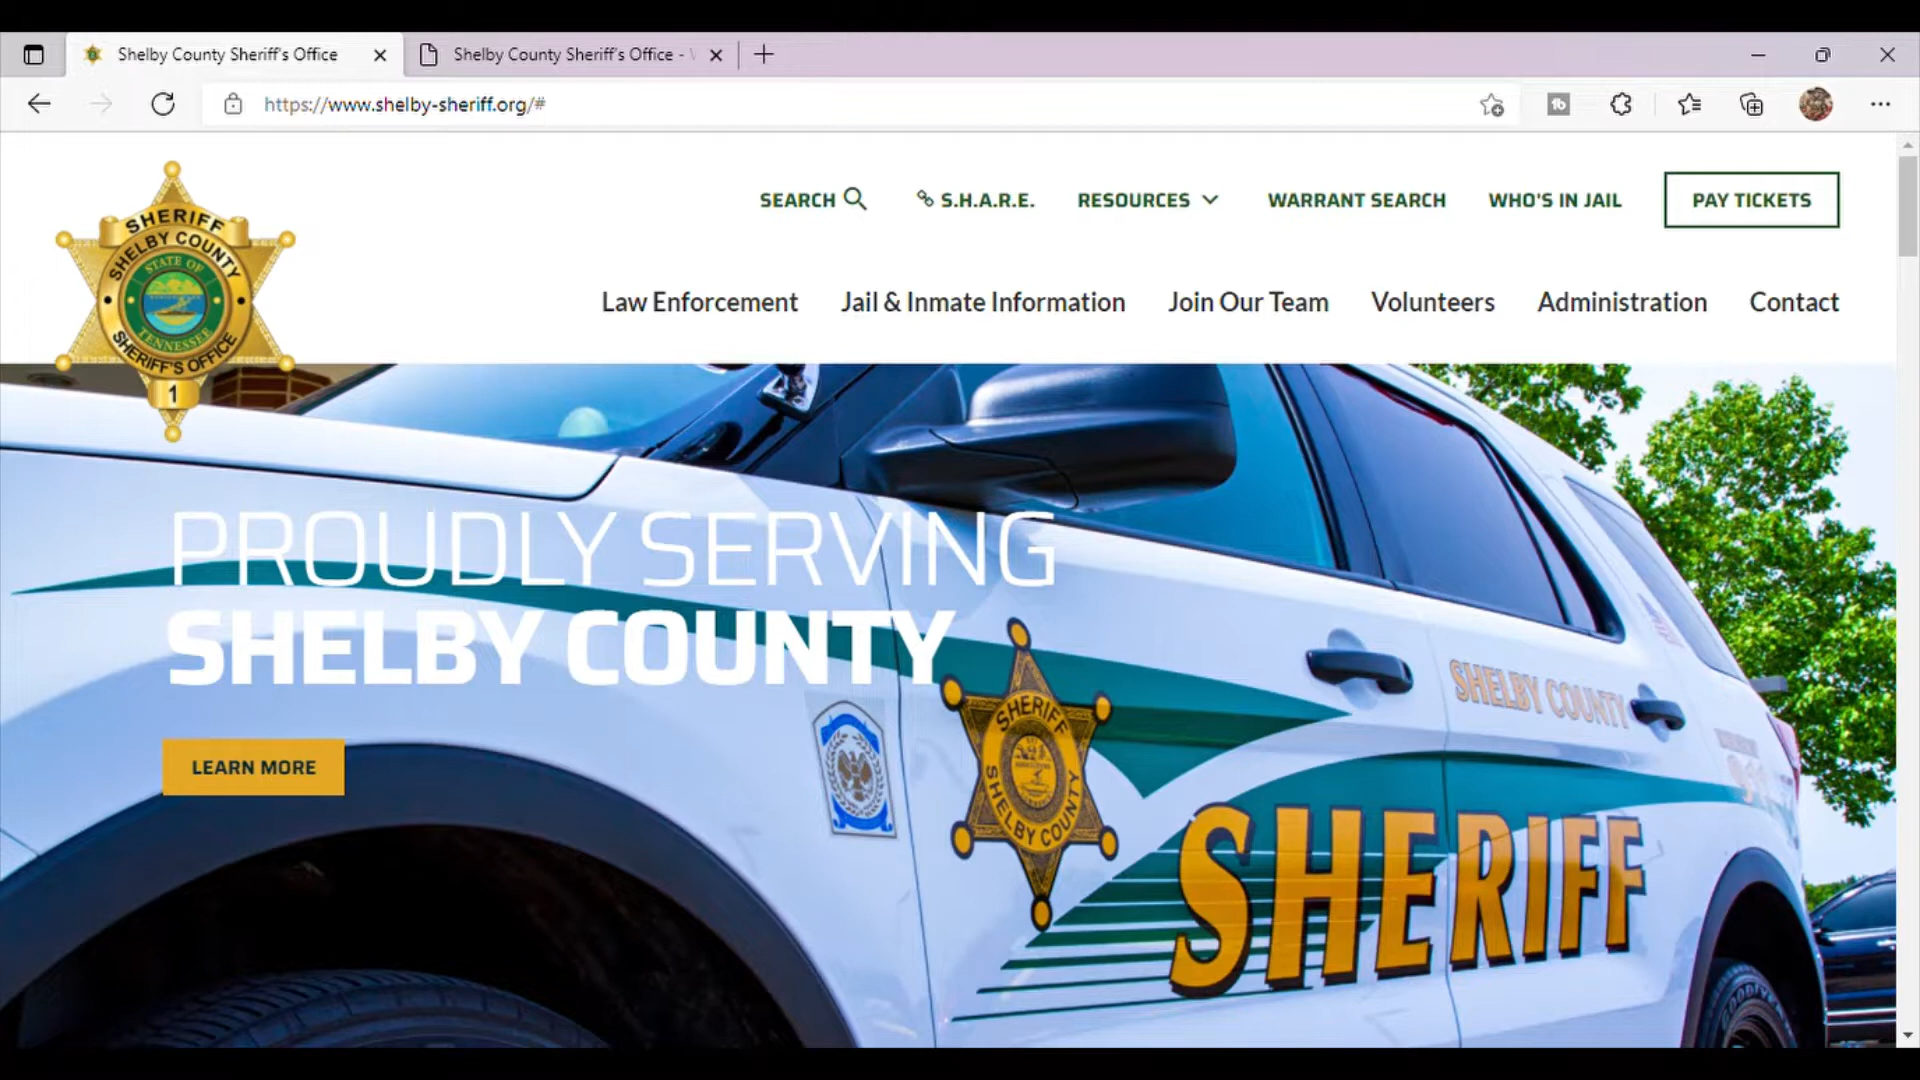 Shelby County Sheriff's Office
Shelby County Sheriff's Office -
https://www.shelby-sheriff.org/#
SEARCH
S.H.A.R.E.
RESOURCES
WARRANT SEARCH
WHO'S IN JAIL
PAY TICKETS
SHERIFF
SHELBY COUNTY
STATE OF
TENNESSEE
SHERIFF'S OFFICE
1
Law Enforcement
Jail & Inmate Information
Join Our Team
Volunteers
Administration
Contact
PROUDLY SERVING
SHELBY COUNTY
LEARN MORE
SHERIFF
SHELBY COUNTY
SHELBY COUNTY
SHERIFF
GOODYEAR